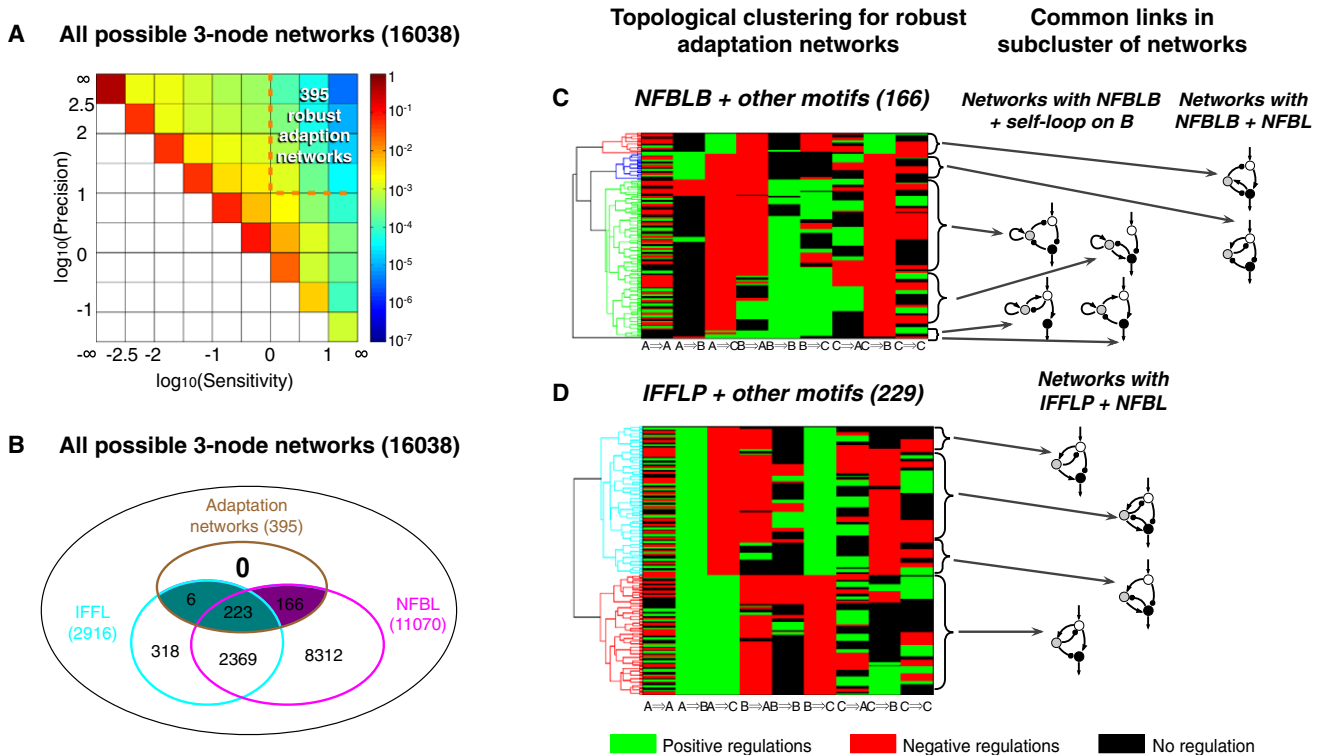 A All possible 3-node networks (16038)
∞
2.5
2
1
0
-1
log10(Precision)
-∞ -2.5 -2 -1 0 1 ∞
log10(Sensitivity)
395
robust
adaption
networks
1
10-1
10-2
10-3
10-4
10-5
10-6
10-7
B All possible 3-node networks (16038)
Adaptation
networks (395)
0
6
223
166
IFFL
(2916)
NFBL
(11070)
318
2369
8312
Topological clustering for robust
adaptation networks
Common links in
subcluster of networks
C NFBLB + other motifs (166)
Networks with NFBLB
+ self-loop on B
Networks with
NFBLB + NFBL
A⇒A A⇒B A⇒C B⇒A B⇒B B⇒C C⇒A C⇒B C⇒C
D IFFLP + other motifs (229)
Networks with
IFFLP + NFBL
A⇒A A⇒B A⇒C B⇒A B⇒B B⇒C C⇒A C⇒B C⇒C
Positive regulations Negative regulations No regulation